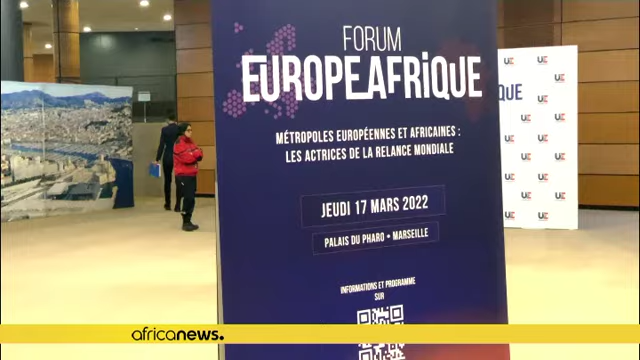 FORUM
EUROPEAFRIQUE
MÉTROPOLES EUROPÉENNES ET AFRICAINES :
LES ACTRICES DE LA RELANCE MONDIALE
JEUDI 17 MARS 2022
PALAIS DU PHARO • MARSEILLE
INFORMATIONS ET PROGRAMME
SUR
QUE
africanews.